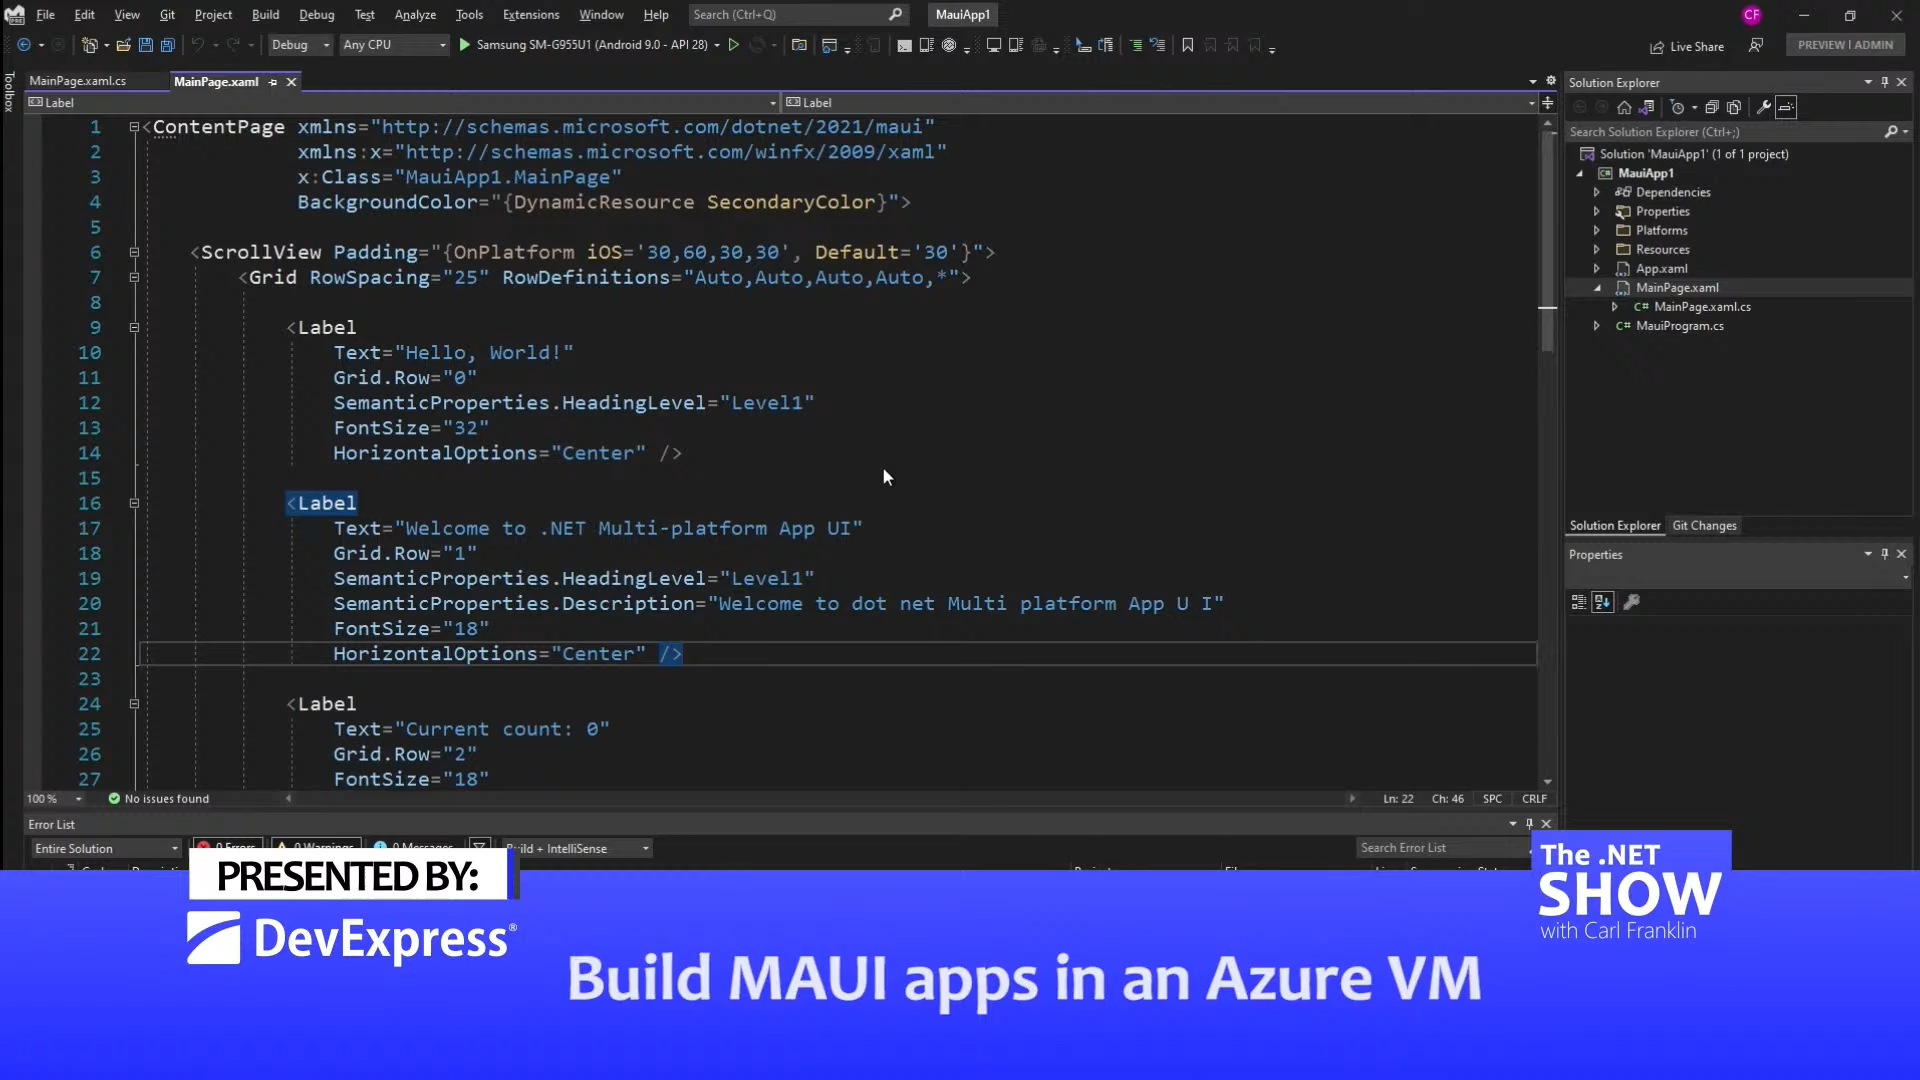 File Edit View Git Project Build Debug Test Analyze Tools Extensions Window Help Search (Ctrl+Q) MauiApp1 CF
Debug Any CPU Samsung SM-G955U1 (Android 9.0 - API 28) Live Share PREVIEW | ADMIN
Toolbox
MainPage.xaml.cs MainPage.xaml
Label Label
1 <ContentPage xmlns="http://schemas.microsoft.com/dotnet/2021/maui"
2 xmlns:x="http://schemas.microsoft.com/winfx/2009/xaml"
3 x:Class="MauiApp1.MainPage"
4 BackgroundColor="{DynamicResource SecondaryColor}">
5
6 <ScrollView Padding="{OnPlatform iOS='30,60,30,30', Default='30'}">
7 <Grid RowSpacing="25" RowDefinitions="Auto,Auto,Auto,Auto,*">
8
9 <Label
10 Text="Hello, World!"
11 Grid.Row="0"
12 SemanticProperties.HeadingLevel="Level1"
13 FontSize="32"
14 HorizontalOptions="Center" />
15
16 <Label
17 Text="Welcome to .NET Multi-platform App UI"
18 Grid.Row="1"
19 SemanticProperties.HeadingLevel="Level1"
20 SemanticProperties.Description="Welcome to dot net Multi platform App U I"
21 FontSize="18"
22 HorizontalOptions="Center" />
23
24 <Label
25 Text="Current count: 0"
26 Grid.Row="2"
27 FontSize="18"
100 % No issues found Ln: 22 Ch: 46 SPC CRLF
Error List
Entire Solution 0 Errors 0 Warnings 0 Messages Build + IntelliSense Search Error List
Solution Explorer
Search Solution Explorer (Ctrl+;)
Solution 'MauiApp1' (1 of 1 project)
MauiApp1
Dependencies
Properties
Platforms
Resources
App.xaml
MainPage.xaml
C# MainPage.xaml.cs
C# MauiProgram.cs
Solution Explorer Git Changes
Properties
PRESENTED BY:
DevExpress®
Build MAUI apps in an Azure VM
The .NET
SHOW
with Carl Franklin